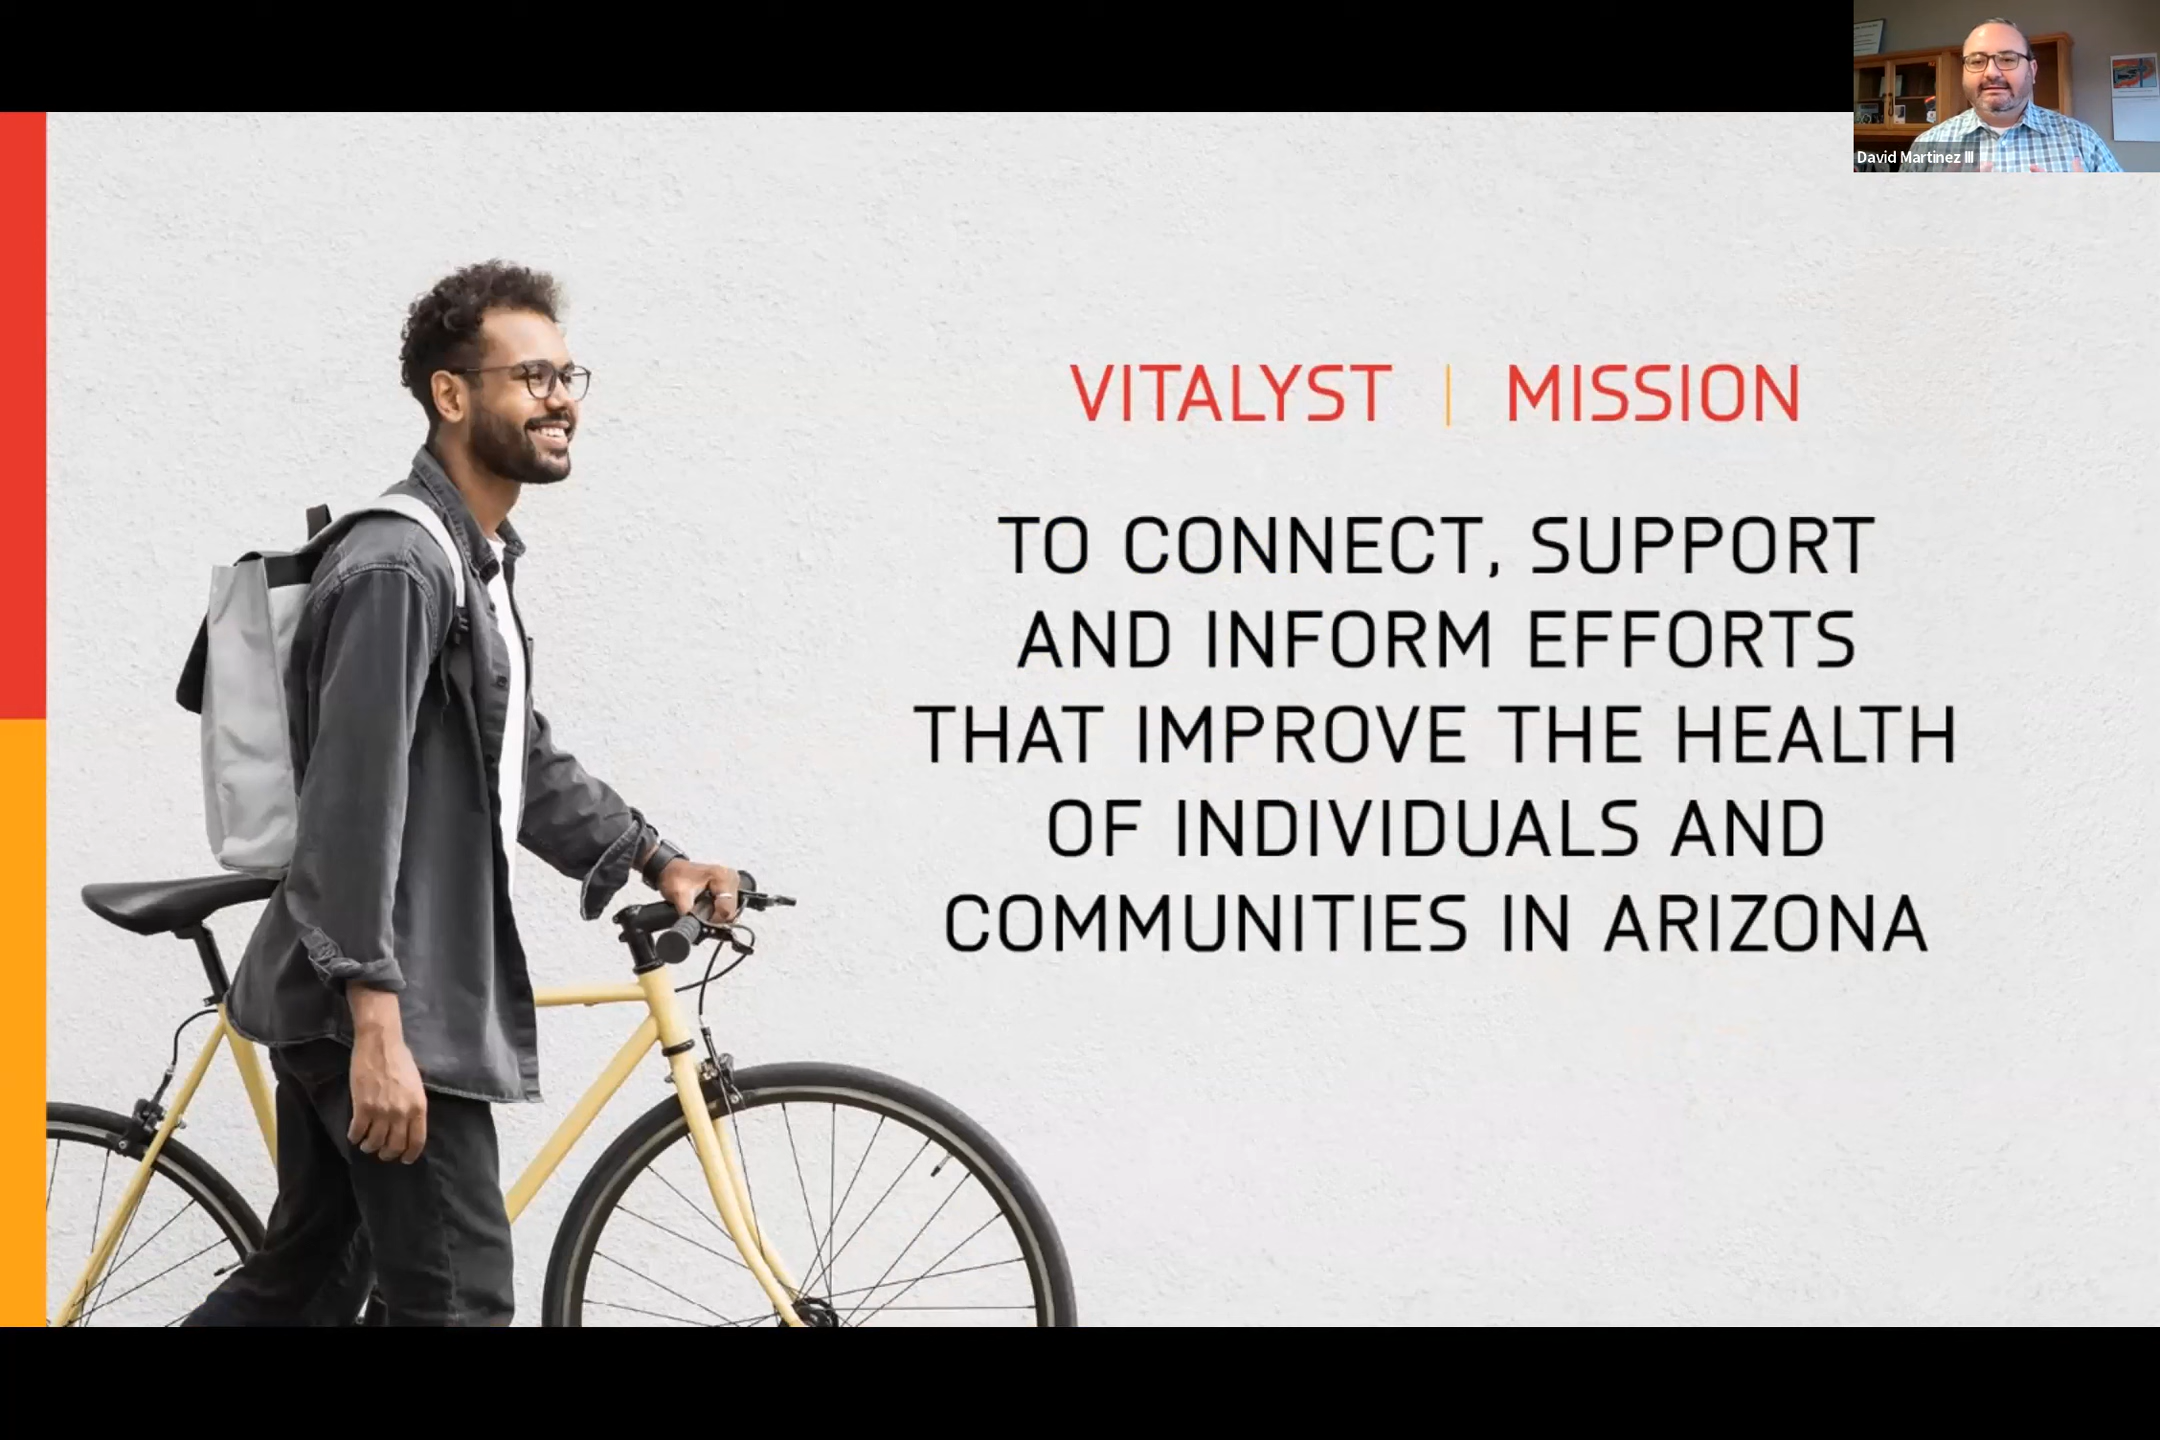 David Martinez III
VITALYST | MISSION
TO CONNECT, SUPPORT
AND INFORM EFFORTS
THAT IMPROVE THE HEALTH
OF INDIVIDUALS AND
COMMUNITIES IN ARIZONA